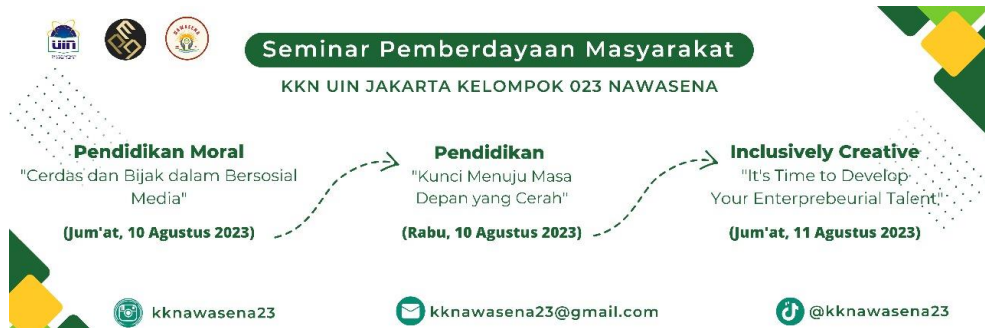 uin
NAWASENA
Seminar Pemberdayaan Masyarakat
KKN UIN JAKARTA KELOMPOK 023 NAWASENA
Pendidikan Moral
"Cerdas dan Bijak dalam Bersosial
Media"
(Jum'at, 10 Agustus 2023)
Pendidikan
"Kunci Menuju Masa
Depan yang Cerah"
(Rabu, 10 Agustus 2023)
Inclusively Creative
"It's Time to Develop
Your Enterprebeurial Talent"
(Jum'at, 11 Agustus 2023)
kknawasena23
kknawasena23@gmail.com
@kknawasena23